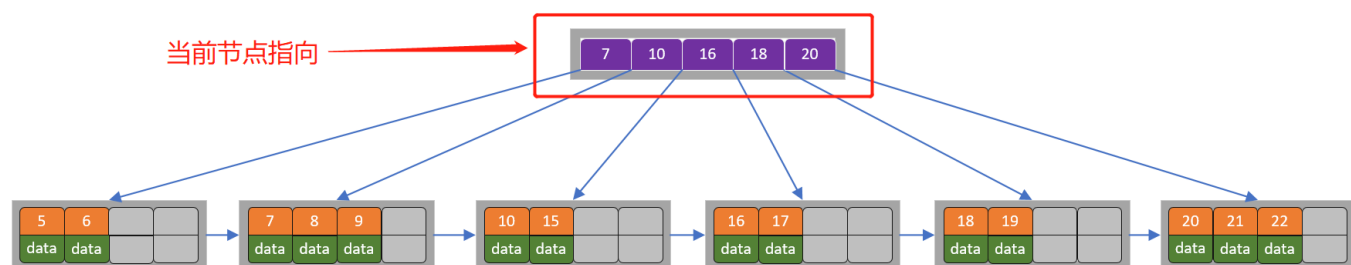 当前节点指向
7 10 16 18 20
5 6 7 8 9 10 15 16 17 18 19 20 21 22
data data data data data data data data data data data data data data